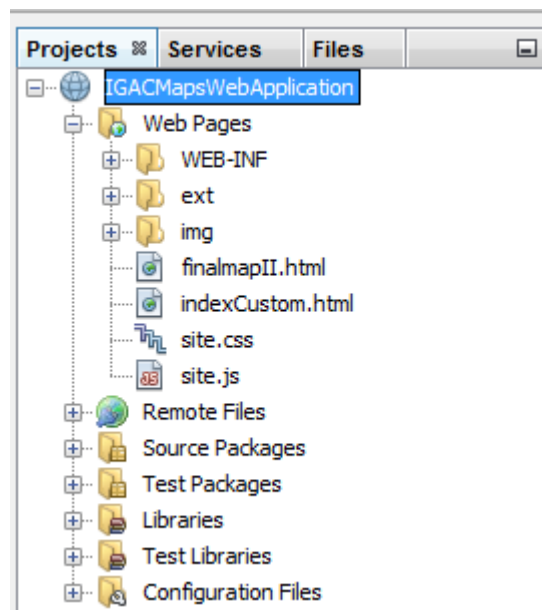 Projects Services Files
IGACMapsWebApplication
Web Pages
WEB-INF
ext
img
finalmapII.html
indexCustom.html
site.css
site.js
Remote Files
Source Packages
Test Packages
Libraries
Test Libraries
Configuration Files